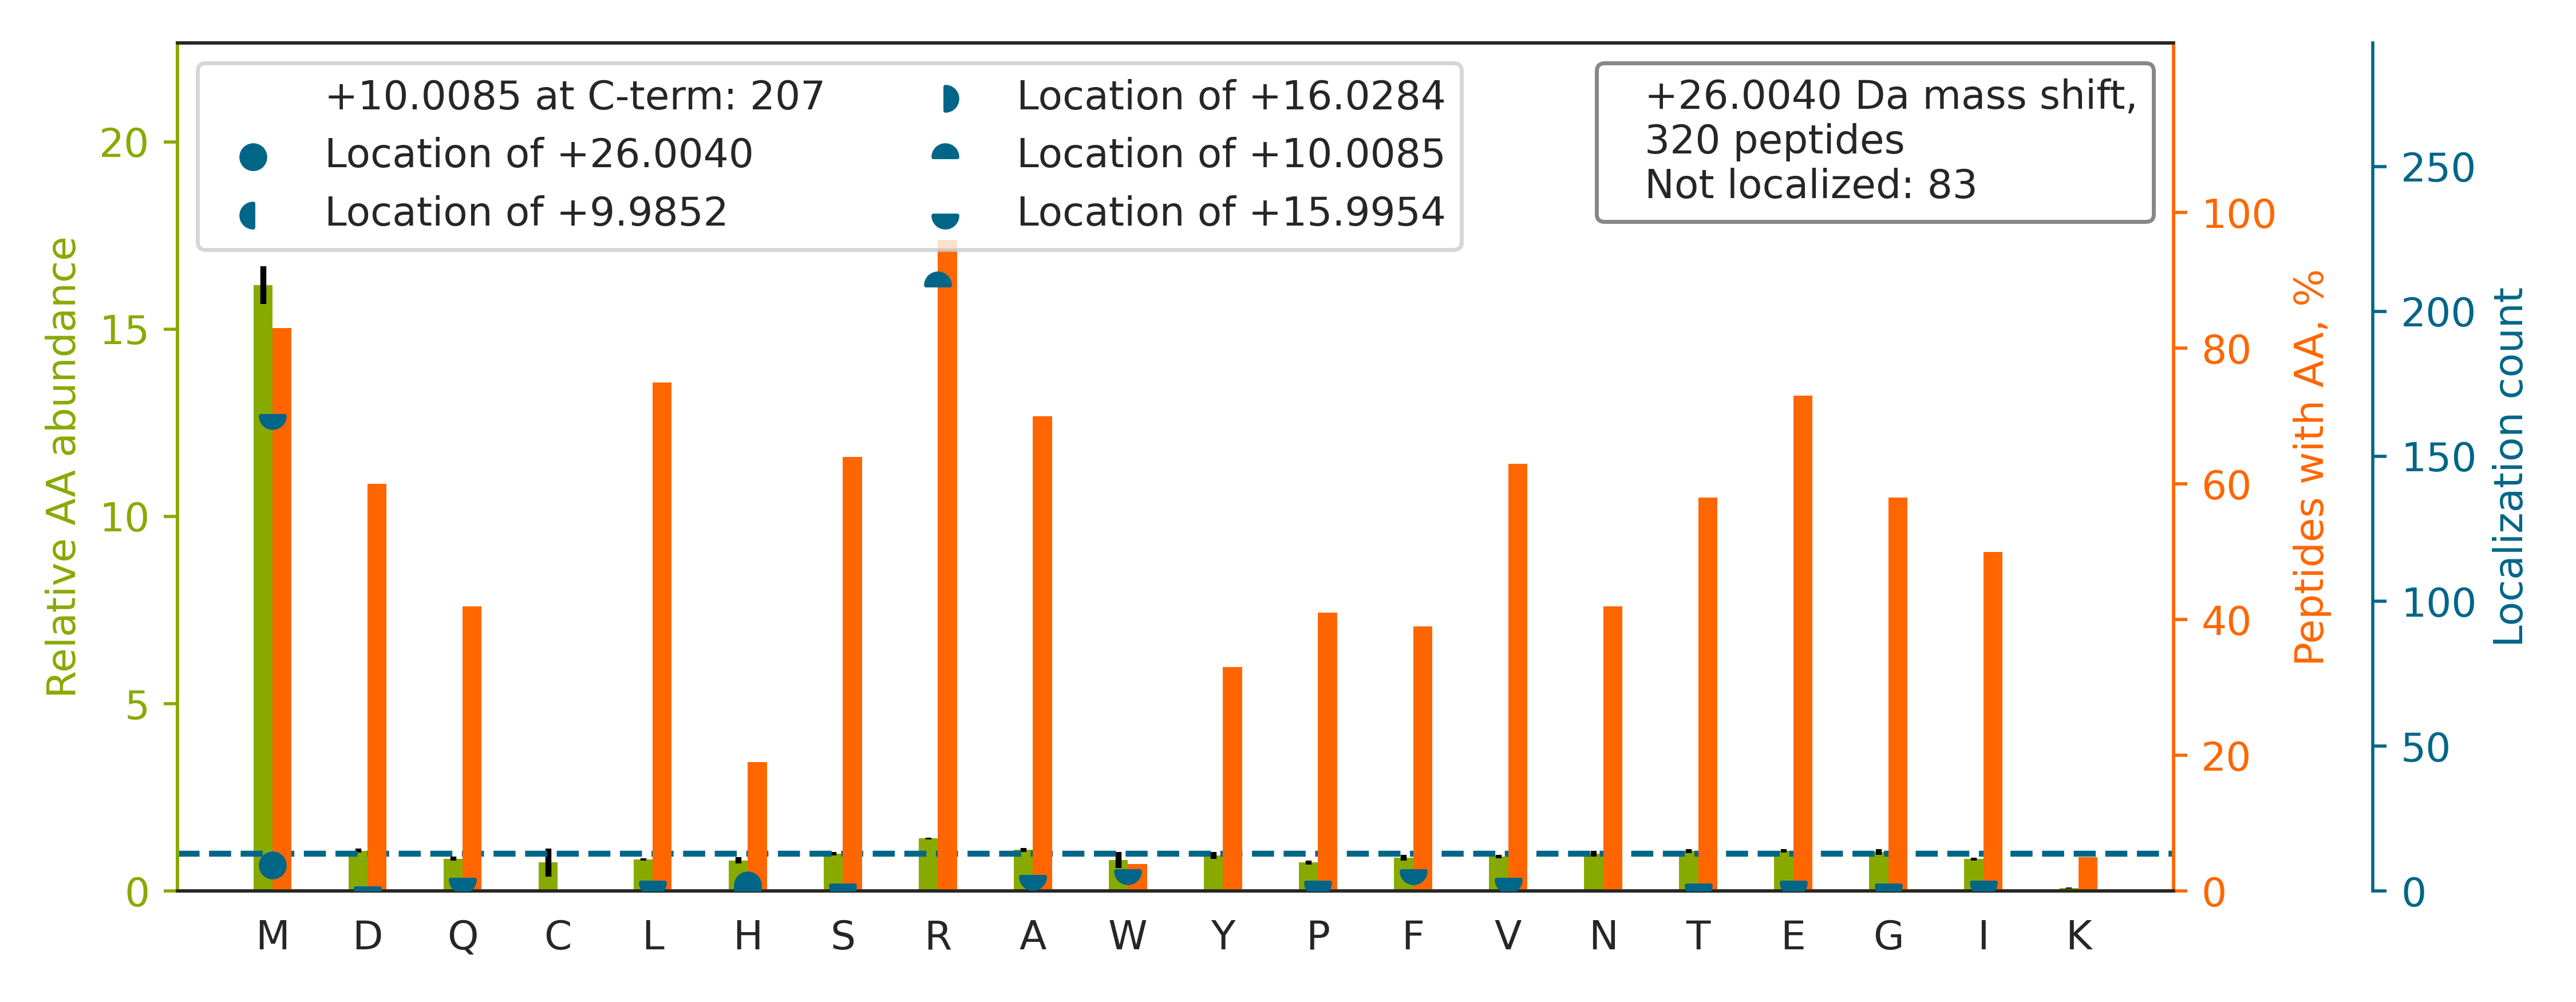 +10.0085 at C-term: 207
Location of +26.0040
Location of +9.9852
Location of +16.0284
Location of +10.0085
Location of +15.9954
+26.0040 Da mass shift,
320 peptides
Not localized: 83
Relative AA abundance
20
15
10
5
0
M D Q C L H S R A W Y P F V N T E G I K
100
80
60
40
20
0
Peptides with AA, %
250
200
150
100
50
0
Localization count